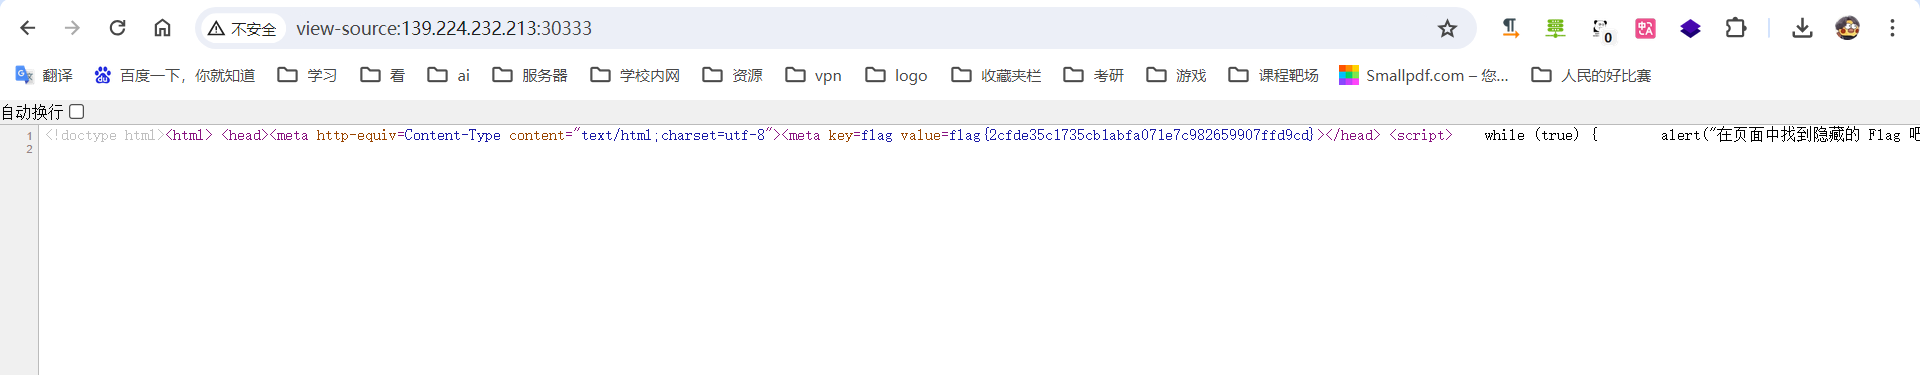 不安全 view-source:139.224.232.213:30333
0
翻译 百度一下，你就知道 学习 看 ai 服务器 学校内网 资源 vpn logo 收藏夹栏 考研 游戏 课程靶场 Smallpdf.com – 您... 人民的好比赛
自动换行
1 <!doctype html><html> <head><meta http-equiv=Content-Type content="text/html;charset=utf-8"><meta key=flag value=flag{2cfde35c1735cb1abfa071e7c982659907ffd9cd}></head> <script> while (true) { alert("在页面中找到隐藏的 Flag 吧
2